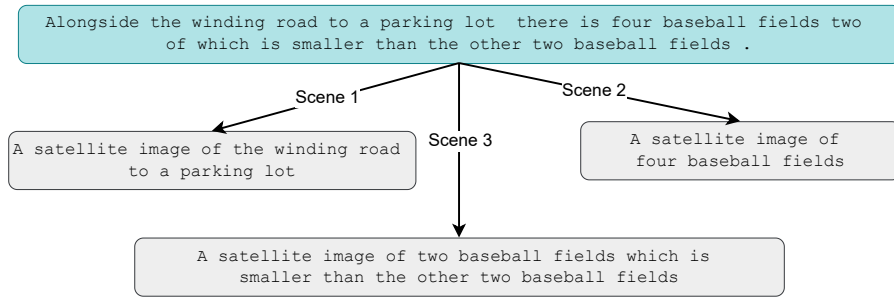 Alongside the winding road to a parking lot there is four baseball fields two
of which is smaller than the other two baseball fields .
Scene 1
Scene 2
Scene 3
A satellite image of the winding road
to a parking lot
A satellite image of
four baseball fields
A satellite image of two baseball fields which is
smaller than the other two baseball fields